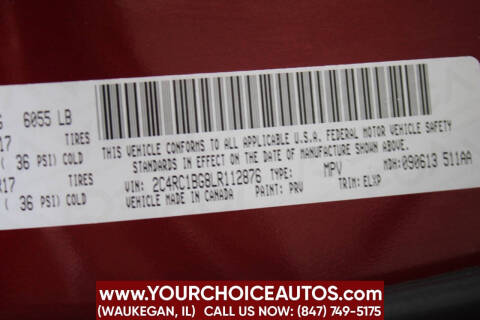 G 6055 LB
17 TIRES
( 36 PSI) COLD
R17 TIRES
( 36 PSI) COLD
THIS VEHICLE CONFORMS TO ALL APPLICABLE U.S.A. FEDERAL MOTOR VEHICLE SAFETY
STANDARDS IN EFFECT ON THE DATE OF MANUFACTURE SHOWN ABOVE.
VIN: 2C4RC1BG8LR112876 TYPE: MPV MDH: 090613 511AA
VEHICLE MADE IN CANADA PAINT: PRV TRIM: ELXP
WWW.YOURCHOICEAUTOS.COM
(WAUKEGAN, IL) CALL US TODAY: (847) 749-5175